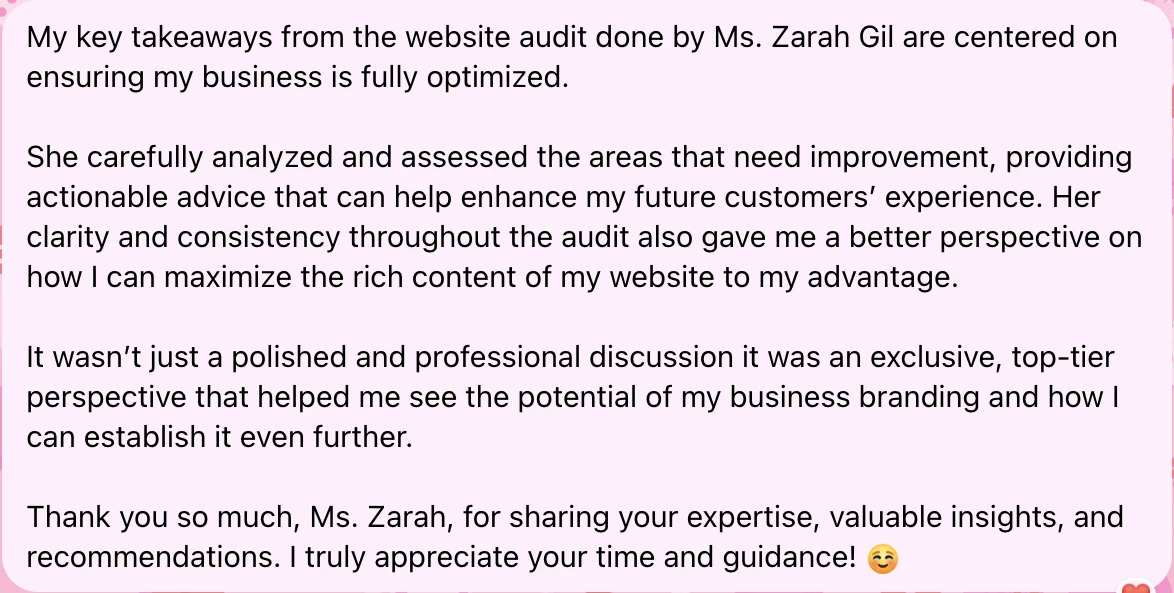 My key takeaways from the website audit done by Ms. Zarah Gil are centered on
ensuring my business is fully optimized.
She carefully analyzed and assessed the areas that need improvement, providing
actionable advice that can help enhance my future customers’ experience. Her
clarity and consistency throughout the audit also gave me a better perspective on
how I can maximize the rich content of my website to my advantage.
It wasn’t just a polished and professional discussion it was an exclusive, top-tier
perspective that helped me see the potential of my business branding and how I
can establish it even further.
Thank you so much, Ms. Zarah, for sharing your expertise, valuable insights, and
recommendations. I truly appreciate your time and guidance! ☺️